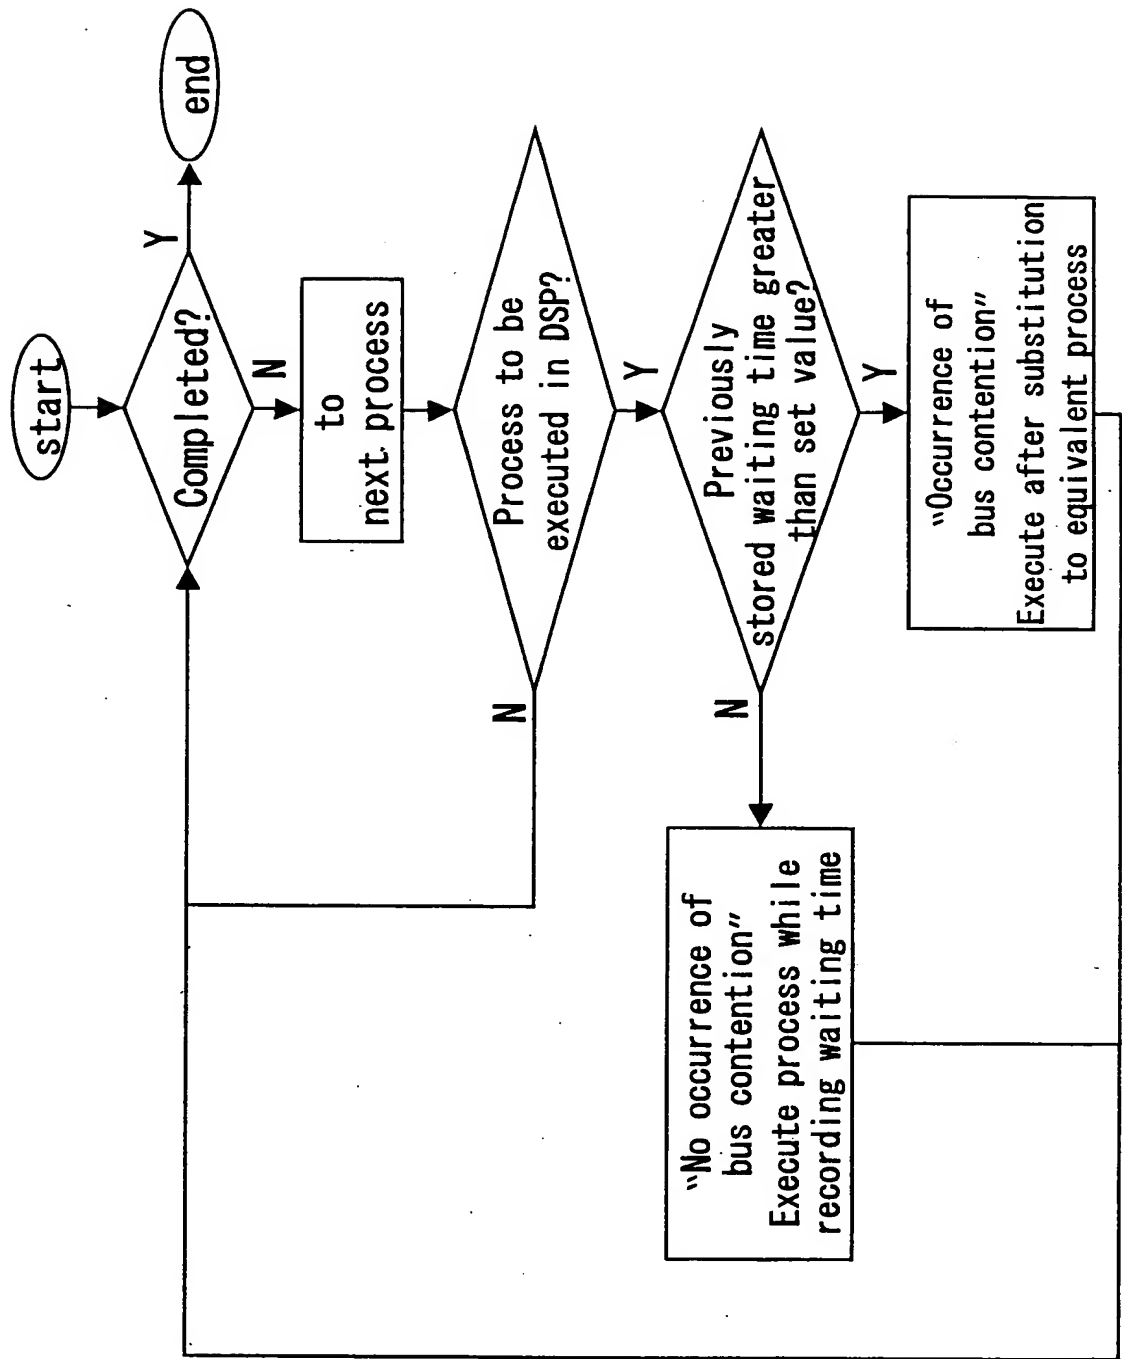 start
Completed?
Y
end
N
to
next process
Process to be
executed in DSP?
N
Y
Previously
stored waiting time greater
than set value?
N
Y
"No occurrence of
bus contention"
Execute process while
recording waiting time
"Occurrence of
bus contention"
Execute after substitution
to equivalent process